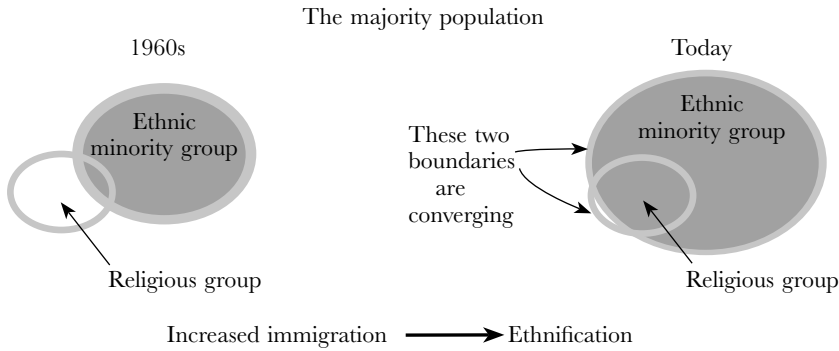 The majority population
1960s
Today
Ethnic
minority group
Ethnic
minority group
These two
boundaries
are
converging
Religious group
Religious group
Increased immigration
Ethnification